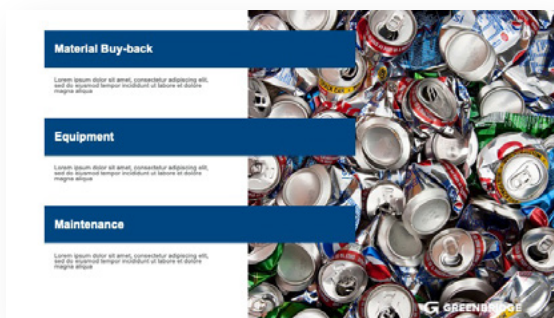 Material Buy-back
Lorem ipsum dolor sit amet, consectetur adipiscing elit,
sed do eiusmod tempor incididunt ut labore et dolore
magna aliqua
Equipment
Lorem ipsum dolor sit amet, consectetur adipiscing elit,
sed do eiusmod tempor incididunt ut labore et dolore
magna aliqua
Maintenance
Lorem ipsum dolor sit amet, consectetur adipiscing elit,
sed do eiusmod tempor incididunt ut labore et dolore
magna aliqua
GREENBRIDGE